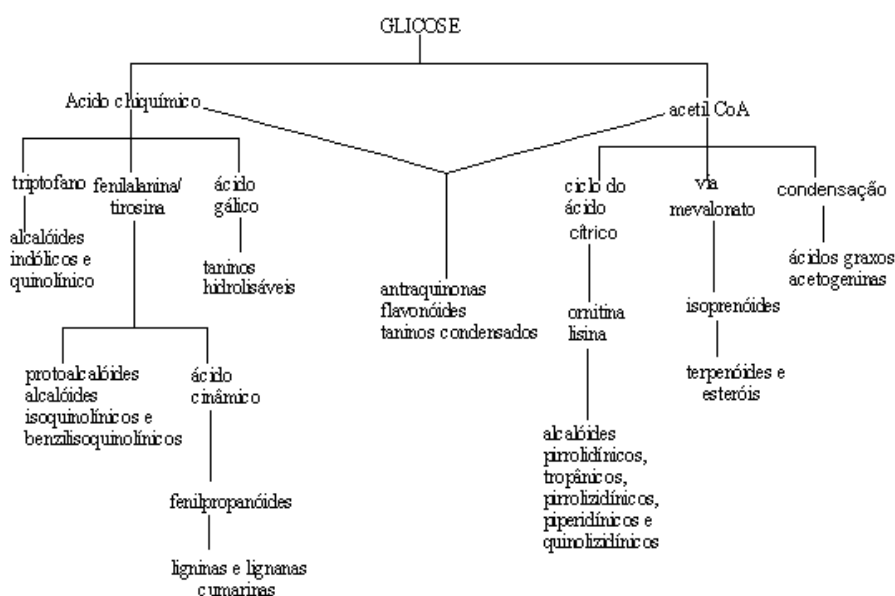 GLICOSE
Acido chiquímico
acetil CoA
triptofano
fenilalanina/
tirosina
ácido
gálico
ciclo do
ácido
cítrico
via
mevalonato
condensação
alcalóides
indólicos e
quinolínico
taninos
hidrolisáveis
antraquinonas
flavonóides
taninos condensados
ornitina
lisina
isoprenóides
ácidos graxos
acetogeninas
protoalcalóides
alcalóides
isoquinolínicos e
benzilisoquinolínicos
ácido
cinâmico
terpenóides e
esteróis
alcalóides
pirrolidínicos,
tropânicos,
pirrolizidínicos,
piperidínicos e
quinolizidínicos
fenilpropanóides
ligninas e lignanas
cumarinas